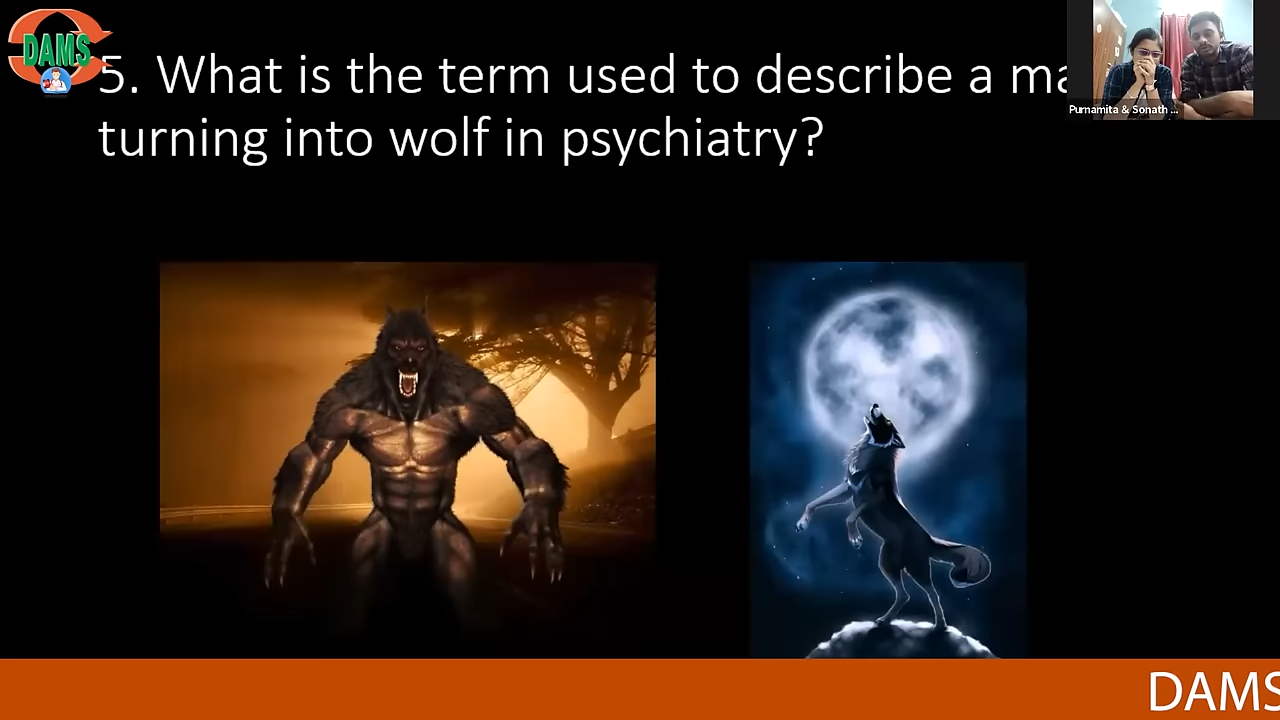 DAMS
5. What is the term used to describe a ma
turning into wolf in psychiatry?
Purnamita & Sonath ...
DAMS